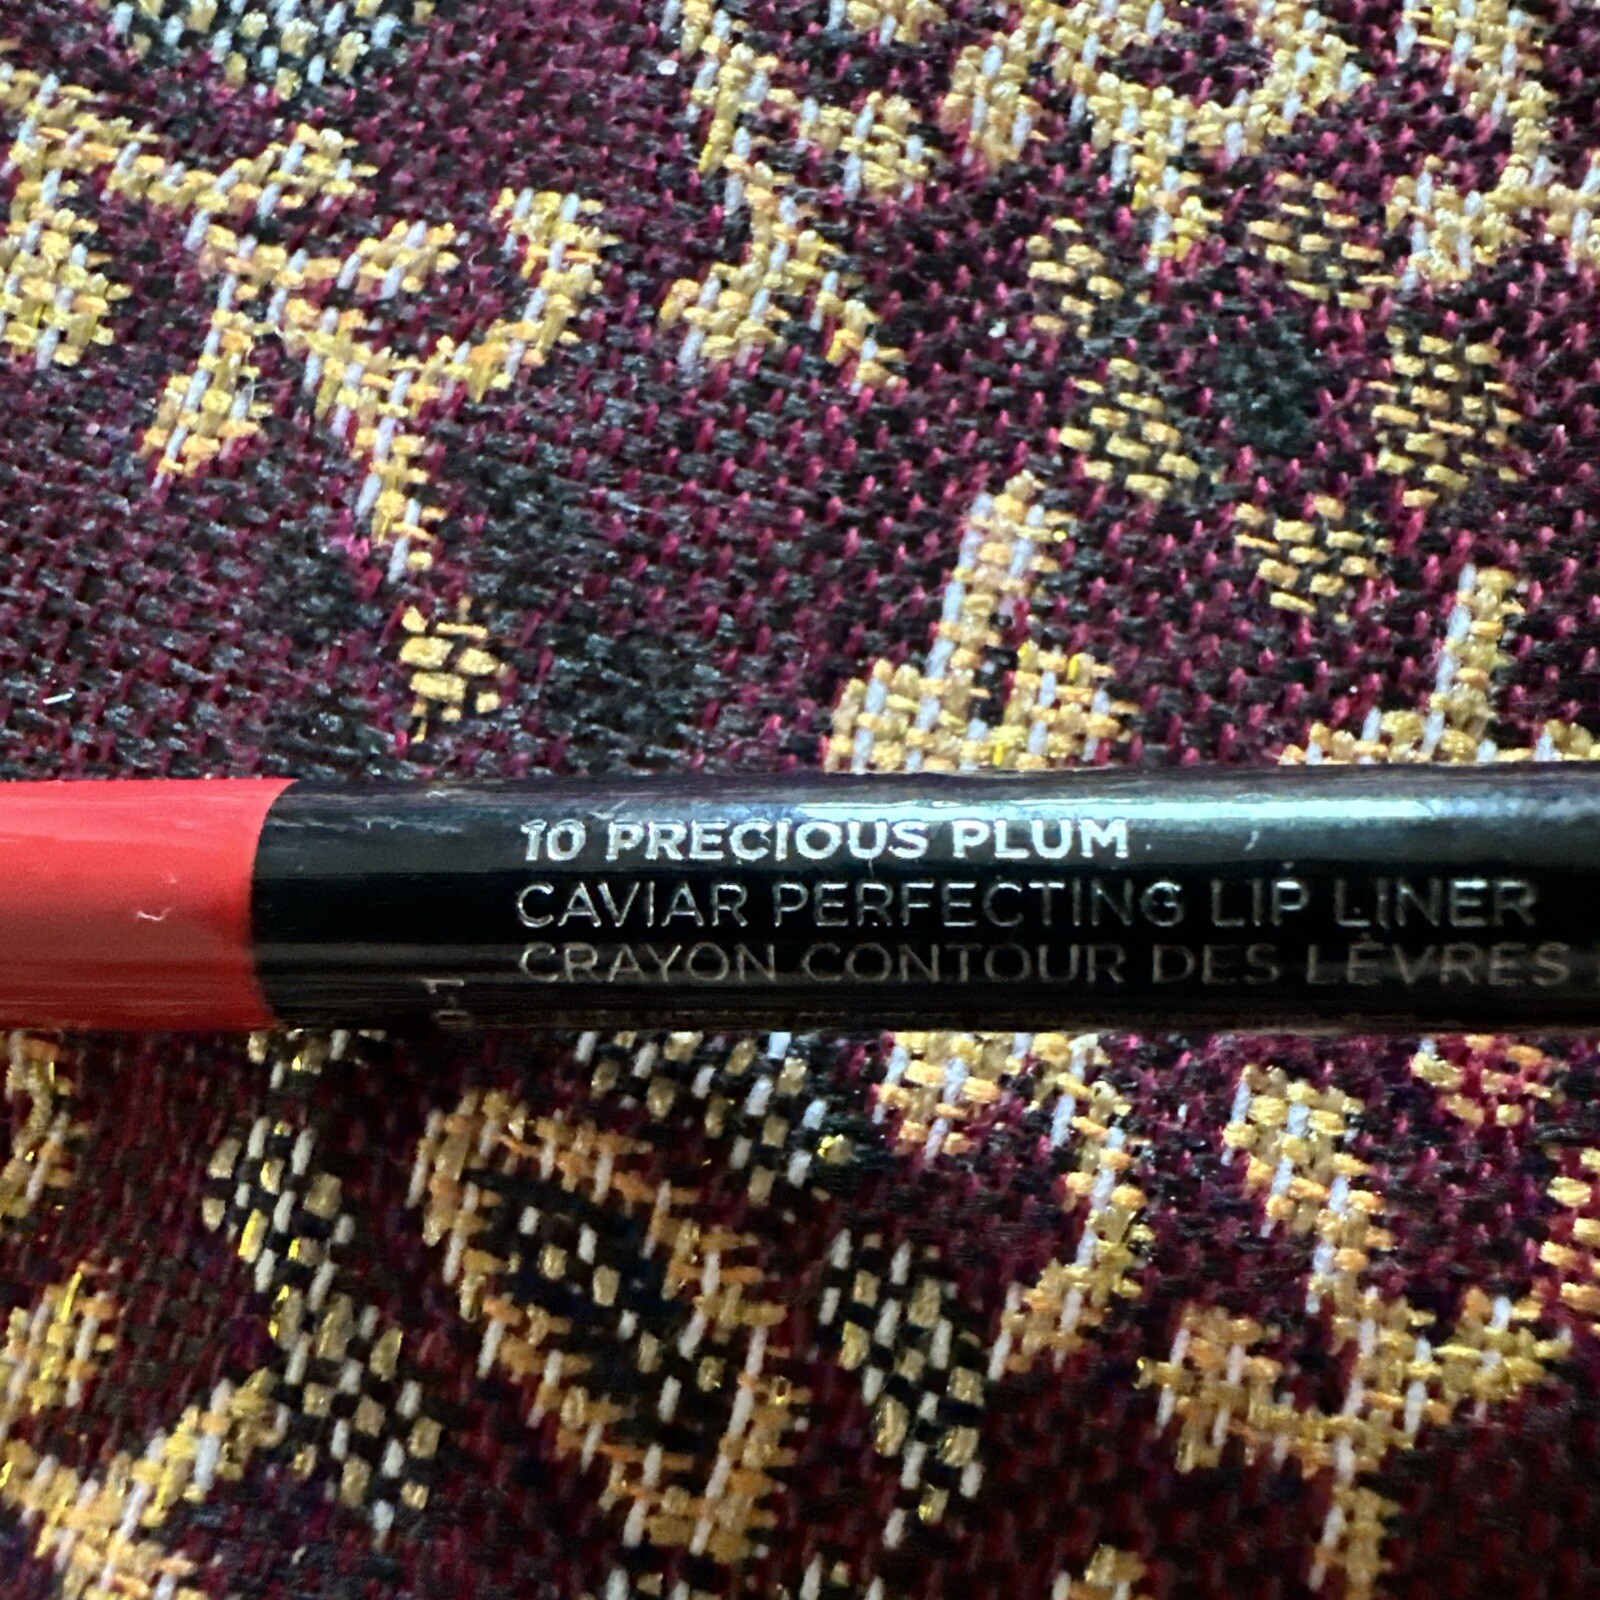 10 PRECIOUS PLUM
CAVIAR PERFECTING LIP LINER
CRAYON CONTOUR DES LÈVRES